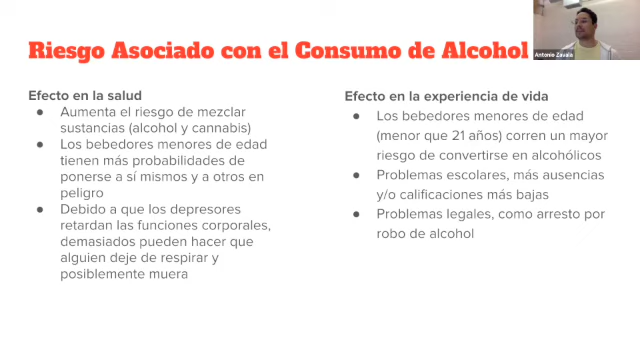 Riesgo Asociado con el Consumo de Alcohol
Antonio Zavala
Efecto en la salud
● Aumenta el riesgo de mezclar
sustancias (alcohol y cannabis)
● Los bebedores menores de edad
tienen más probabilidades de
ponerse a sí mismos y a otros en
peligro
● Debido a que los depresores
retardan las funciones corporales,
demasiados pueden hacer que
alguien deje de respirar y
posiblemente muera
Efecto en la experiencia de vida
● Los bebedores menores de edad
(menor que 21 años) corren un mayor
riesgo de convertirse en alcohólicos
● Problemas escolares, más ausencias
y/o calificaciones más bajas
● Problemas legales, como arresto por
robo de alcohol